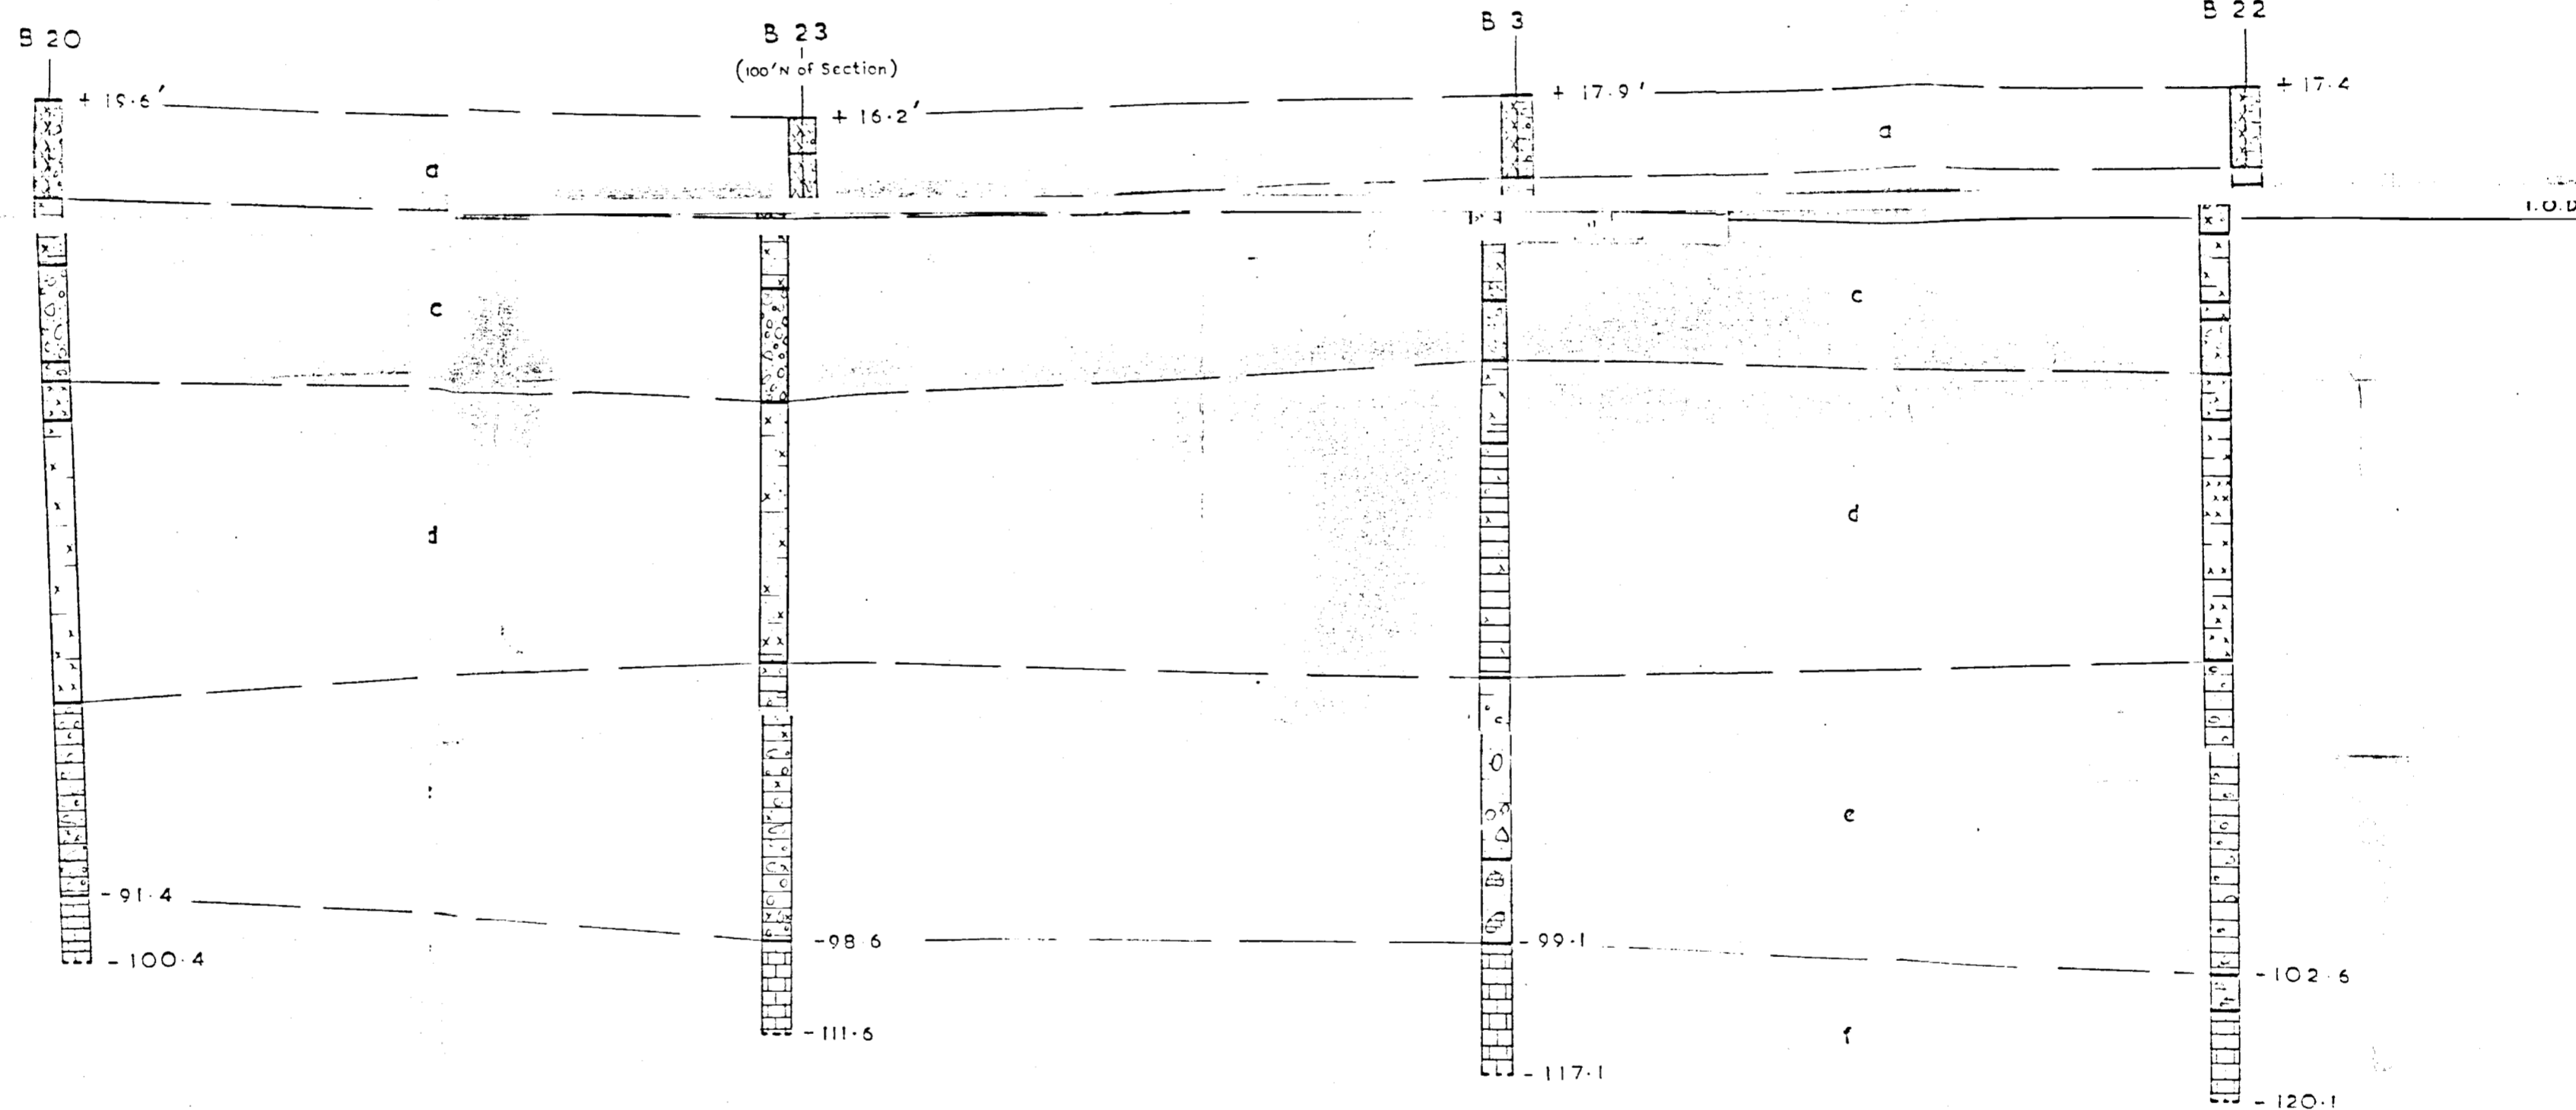 B 20
B 23
(100'N of Section)
B 3
B 22
+ 19.6'
+ 16.2'
+ 17.9'
+ 17.4
a
a
c
c
d
d
e
-91.4
-98.6
-99.1
-102.6
-100.4
-111.6
f
-117.1
-120.1